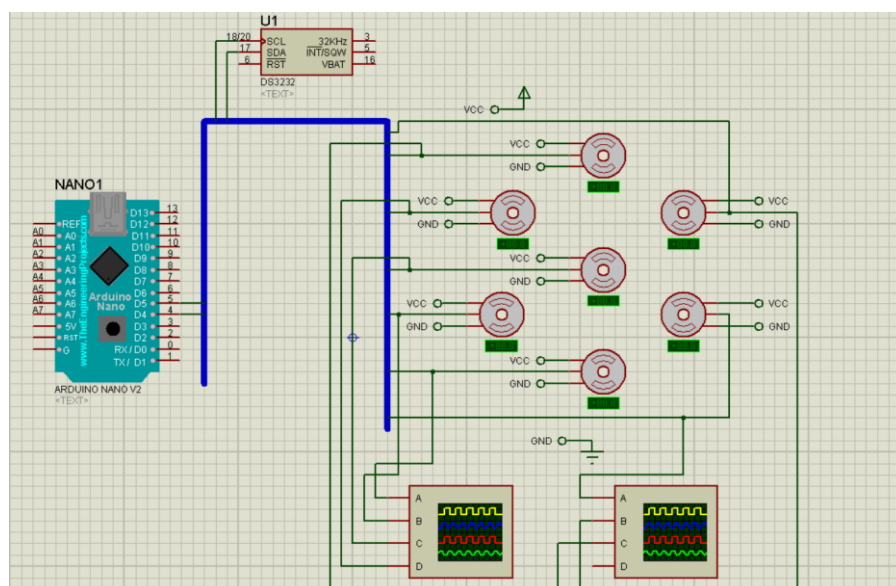 U1
18/20
SCL
32KHz
3
17
SDA
INT/SQW
5
6
RST
VBAT
16
DS3232
<TEXT>
VCC
VCC
GND
NANO1
VCC
GND
VCC
GND
D13
13
REF
D12
12
A0
A0
D11
11
A1
A1
D10
10
A2
A2
D9
9
A3
A3
D8
8
A4
A4
D7
7
A5
A5
D6
6
A6
A6
D5
5
A7
A7
D4
4
5V
D3
3
RST
D2
2
G
RX / D0
0
TX / D1
1
Arduino
Nano
www.TheEngineeringProjects.com
ARDUINO NANO V2
<TEXT>
VCC
GND
VCC
GND
VCC
GND
VCC
GND
GND
A
B
C
D
A
B
C
D